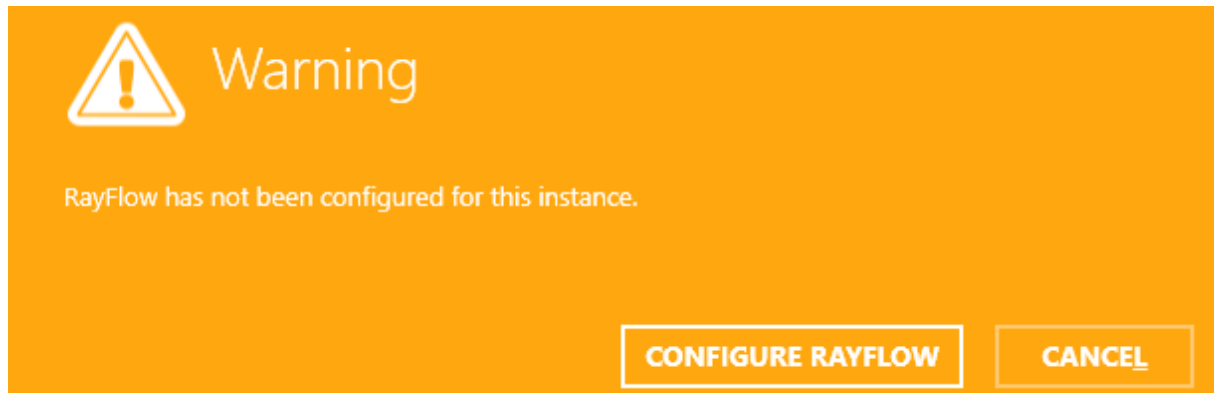 Warning
RayFlow has not been configured for this instance.
CONFIGURE RAYFLOW
CANCEL